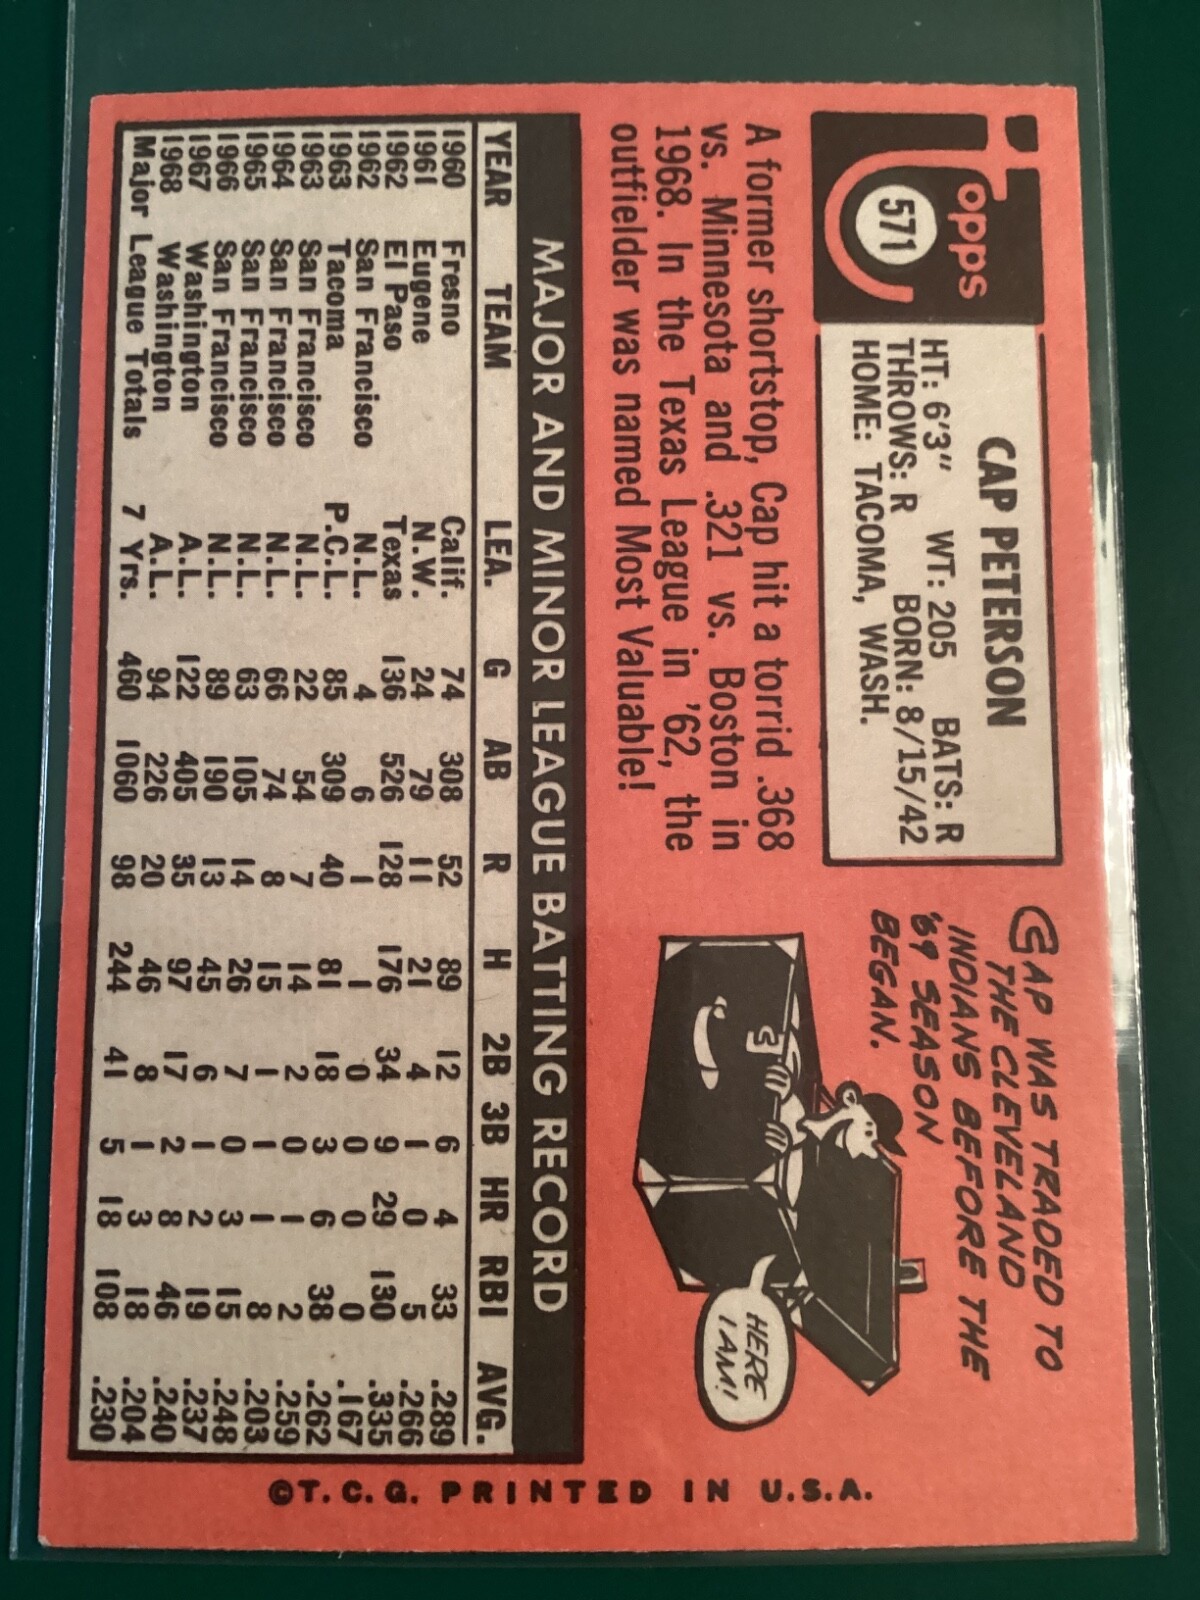 Topps
571
CAP PETERSON
HT: 6'3" WT: 205 BATS: R
THROWS: R BORN: 8/15/42
HOME: TACOMA, WASH.
A former shortstop, Cap hit a torrid .368
vs. Minnesota and .321 vs. Boston in
1968. In the Texas League in '62, the
outfielder was named Most Valuable!
CAP WAS TRADED TO
THE CLEVELAND
INDIANS BEFORE THE
'69 SEASON
BEGAN.
HERE
I AM!
MAJOR AND MINOR LEAGUE BATTING RECORD
YEAR TEAM LEA. G AB R H 2B 3B HR RBI AVG.
1960 Fresno Calif. 74 308 52 89 12 6 4 33 .289
1961 Eugene N.W. 24 79 11 21 4 1 0 5 .266
1962 El Paso Texas 136 526 128 176 34 9 29 130 .335
1962 San Francisco N.L. 4 6 1 1 0 0 0 0 .167
1963 Tacoma P.C.L. 85 309 40 81 18 3 6 38 .262
1963 San Francisco N.L. 22 54 7 14 2 0 1 2 .259
1964 San Francisco N.L. 66 74 8 15 1 1 1 8 .203
1965 San Francisco N.L. 63 105 14 26 7 0 3 15 .248
1966 San Francisco N.L. 89 190 13 45 6 1 2 19 .237
1967 Washington A.L. 122 405 35 97 17 2 8 46 .240
1968 Washington A.L. 94 226 20 46 8 1 3 18 .204
Major League Totals 7 Yrs. 460 1060 98 244 41 5 18 108 .230
©T.C.G. PRINTED IN U.S.A.